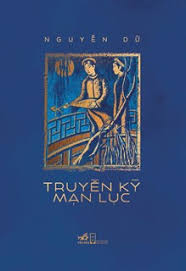 NGUYỄN DỮ
TRUYỀN KỲ
MẠN LỤC